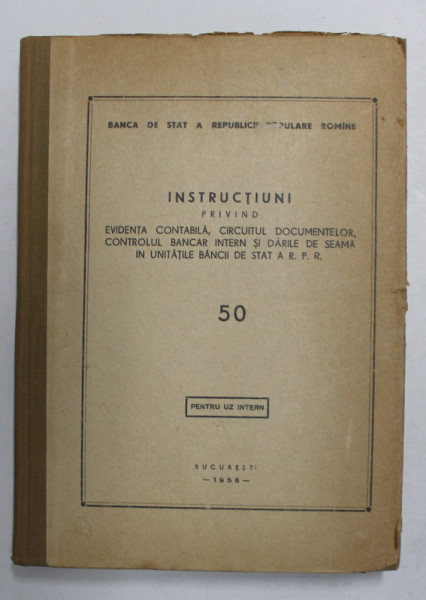 BANCA DE STAT A REPUBLICII POPULARE ROMÎNE
INSTRUCȚIUNI
PRIVIND
EVIDENȚA CONTABILĂ, CIRCUITUL DOCUMENTELOR,
CONTROLUL BANCAR INTERN ȘI DĂRILE DE SEAMĂ
IN UNITĂȚILE BĂNCII DE STAT A R. P. R.
50
PENTRU UZ INTERN
BUCUREȘTI
— 1956 —